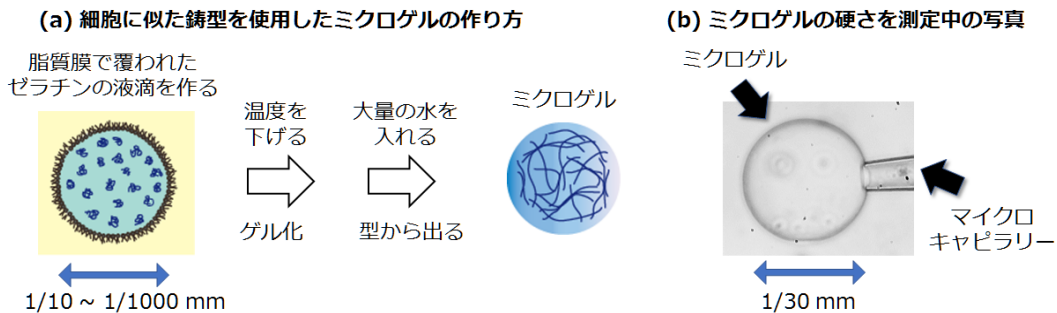 (a) 細胞に似た鋳型を使用したミクロゲルの作り方
脂質膜で覆われた
ゼラチンの液滴を作る
温度を
下げる
ゲル化
大量の水を
入れる
型から出る
ミクロゲル
1/10 ~ 1/1000 mm
(b) ミクロゲルの硬さを測定中の写真
ミクロゲル
マイクロ
キャピラリー
1/30 mm